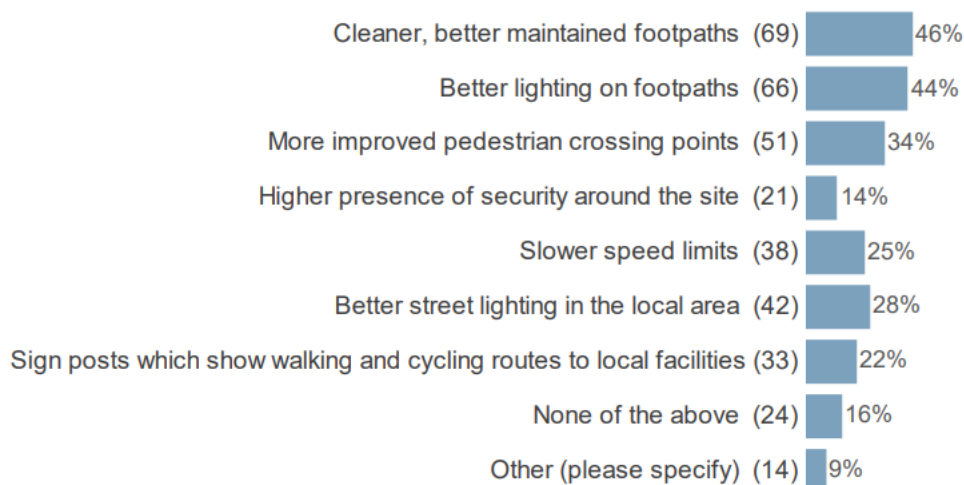 Cleaner, better maintained footpaths (69) 46%
Better lighting on footpaths (66) 44%
More improved pedestrian crossing points (51) 34%
Higher presence of security around the site (21) 14%
Slower speed limits (38) 25%
Better street lighting in the local area (42) 28%
Sign posts which show walking and cycling routes to local facilities (33) 22%
None of the above (24) 16%
Other (please specify) (14) 9%